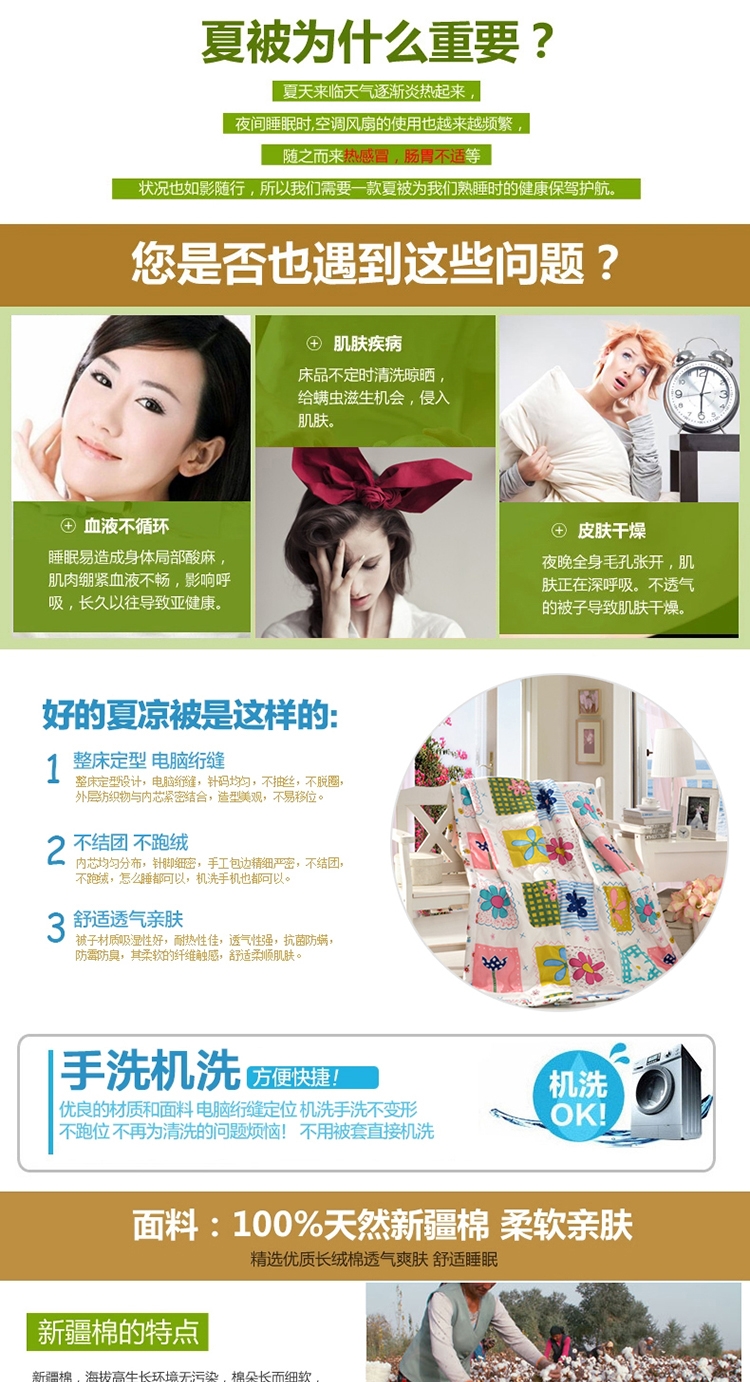 夏被为什么重要？
夏天来临天气逐渐炎热起来，
夜间睡眠时,空调风扇的使用也越来越频繁，
随之而来热感冒，肠胃不适等
状况也如影随行，所以我们需要一款夏被为我们熟睡时的健康保驾护航。
您是否也遇到这些问题？
肌肤疾病
床品不定时清洗晾晒，
给螨虫滋生机会，侵入
肌肤。
血液不循环
睡眠易造成身体局部酸麻，
肌肉绷紧血液不畅，影响呼
吸，长久以往导致亚健康。
皮肤干燥
夜晚全身毛孔张开，肌
肤正在深呼吸。不透气
的被子导致肌肤干燥。
好的夏凉被是这样的:
1 整床定型 电脑绗缝
整床定型设计，电脑绗缝，针码均匀，不抽丝，不脱圈，
外层纺织物与内芯紧密结合，造型美观，不易移位。
2 不结团 不跑绒
内芯均匀分布，针脚细密，手工包边精细严密，不结团，
不跑绒，怎么睡都可以，机洗手机也都可以。
3 舒适透气亲肤
被子材质吸湿性好，耐热性佳，透气性强，抗菌防螨，
防霉防臭，其柔软的纤维触感，舒适柔顺肌肤。
手洗机洗 方便快捷！
优良的材质和面料 电脑绗缝定位 机洗手洗不变形
不跑位 不再为清洗的问题烦恼！ 不用被套直接机洗
机洗
OK!
面料：100%天然新疆棉 柔软亲肤
精选优质长绒棉透气爽肤 舒适睡眠
新疆棉的特点
新疆棉，海拔高生长环境无污染，棉朵长而细软，